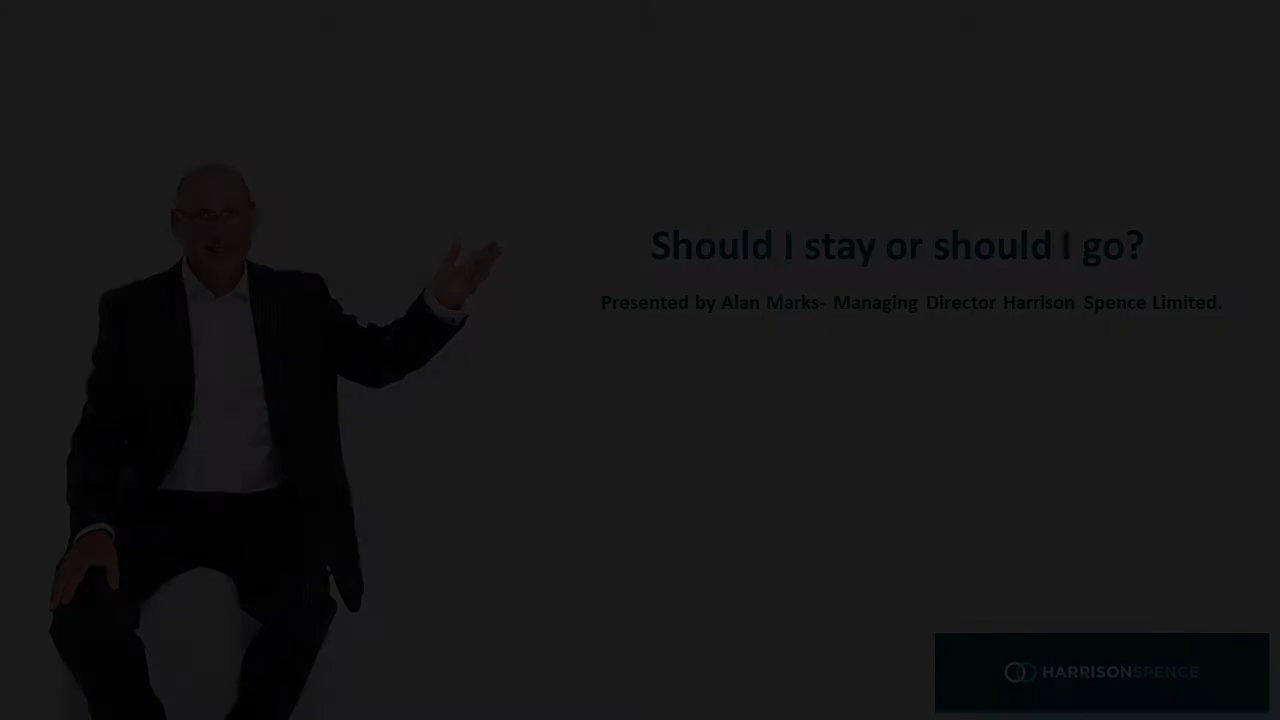 Should I stay or should I go?
Presented by Alan Marks- Managing Director Harrison Spence Limited.
HARRISONSPENCE